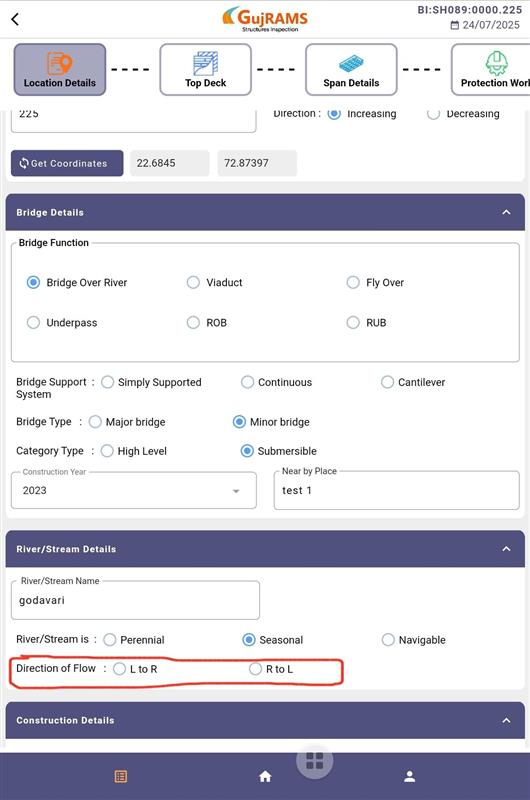 GujRAMS
Structures Inspection
BI:SH089:0000.225
24/07/2025
Location Details
Top Deck
Span Details
Protection Work
225
Direction : Increasing Decreasing
Get Coordinates 22.6845 72.87397
Bridge Details
Bridge Function
Bridge Over River Viaduct Fly Over
Underpass ROB RUB
Bridge Support System : Simply Supported Continuous Cantilever
Bridge Type : Major bridge Minor bridge
Category Type : High Level Submersible
Construction Year
2023
Near by Place
test 1
River/Stream Details
River/Stream Name
godavari
River/Stream is : Perennial Seasonal Navigable
Direction of Flow : L to R R to L
Construction Details